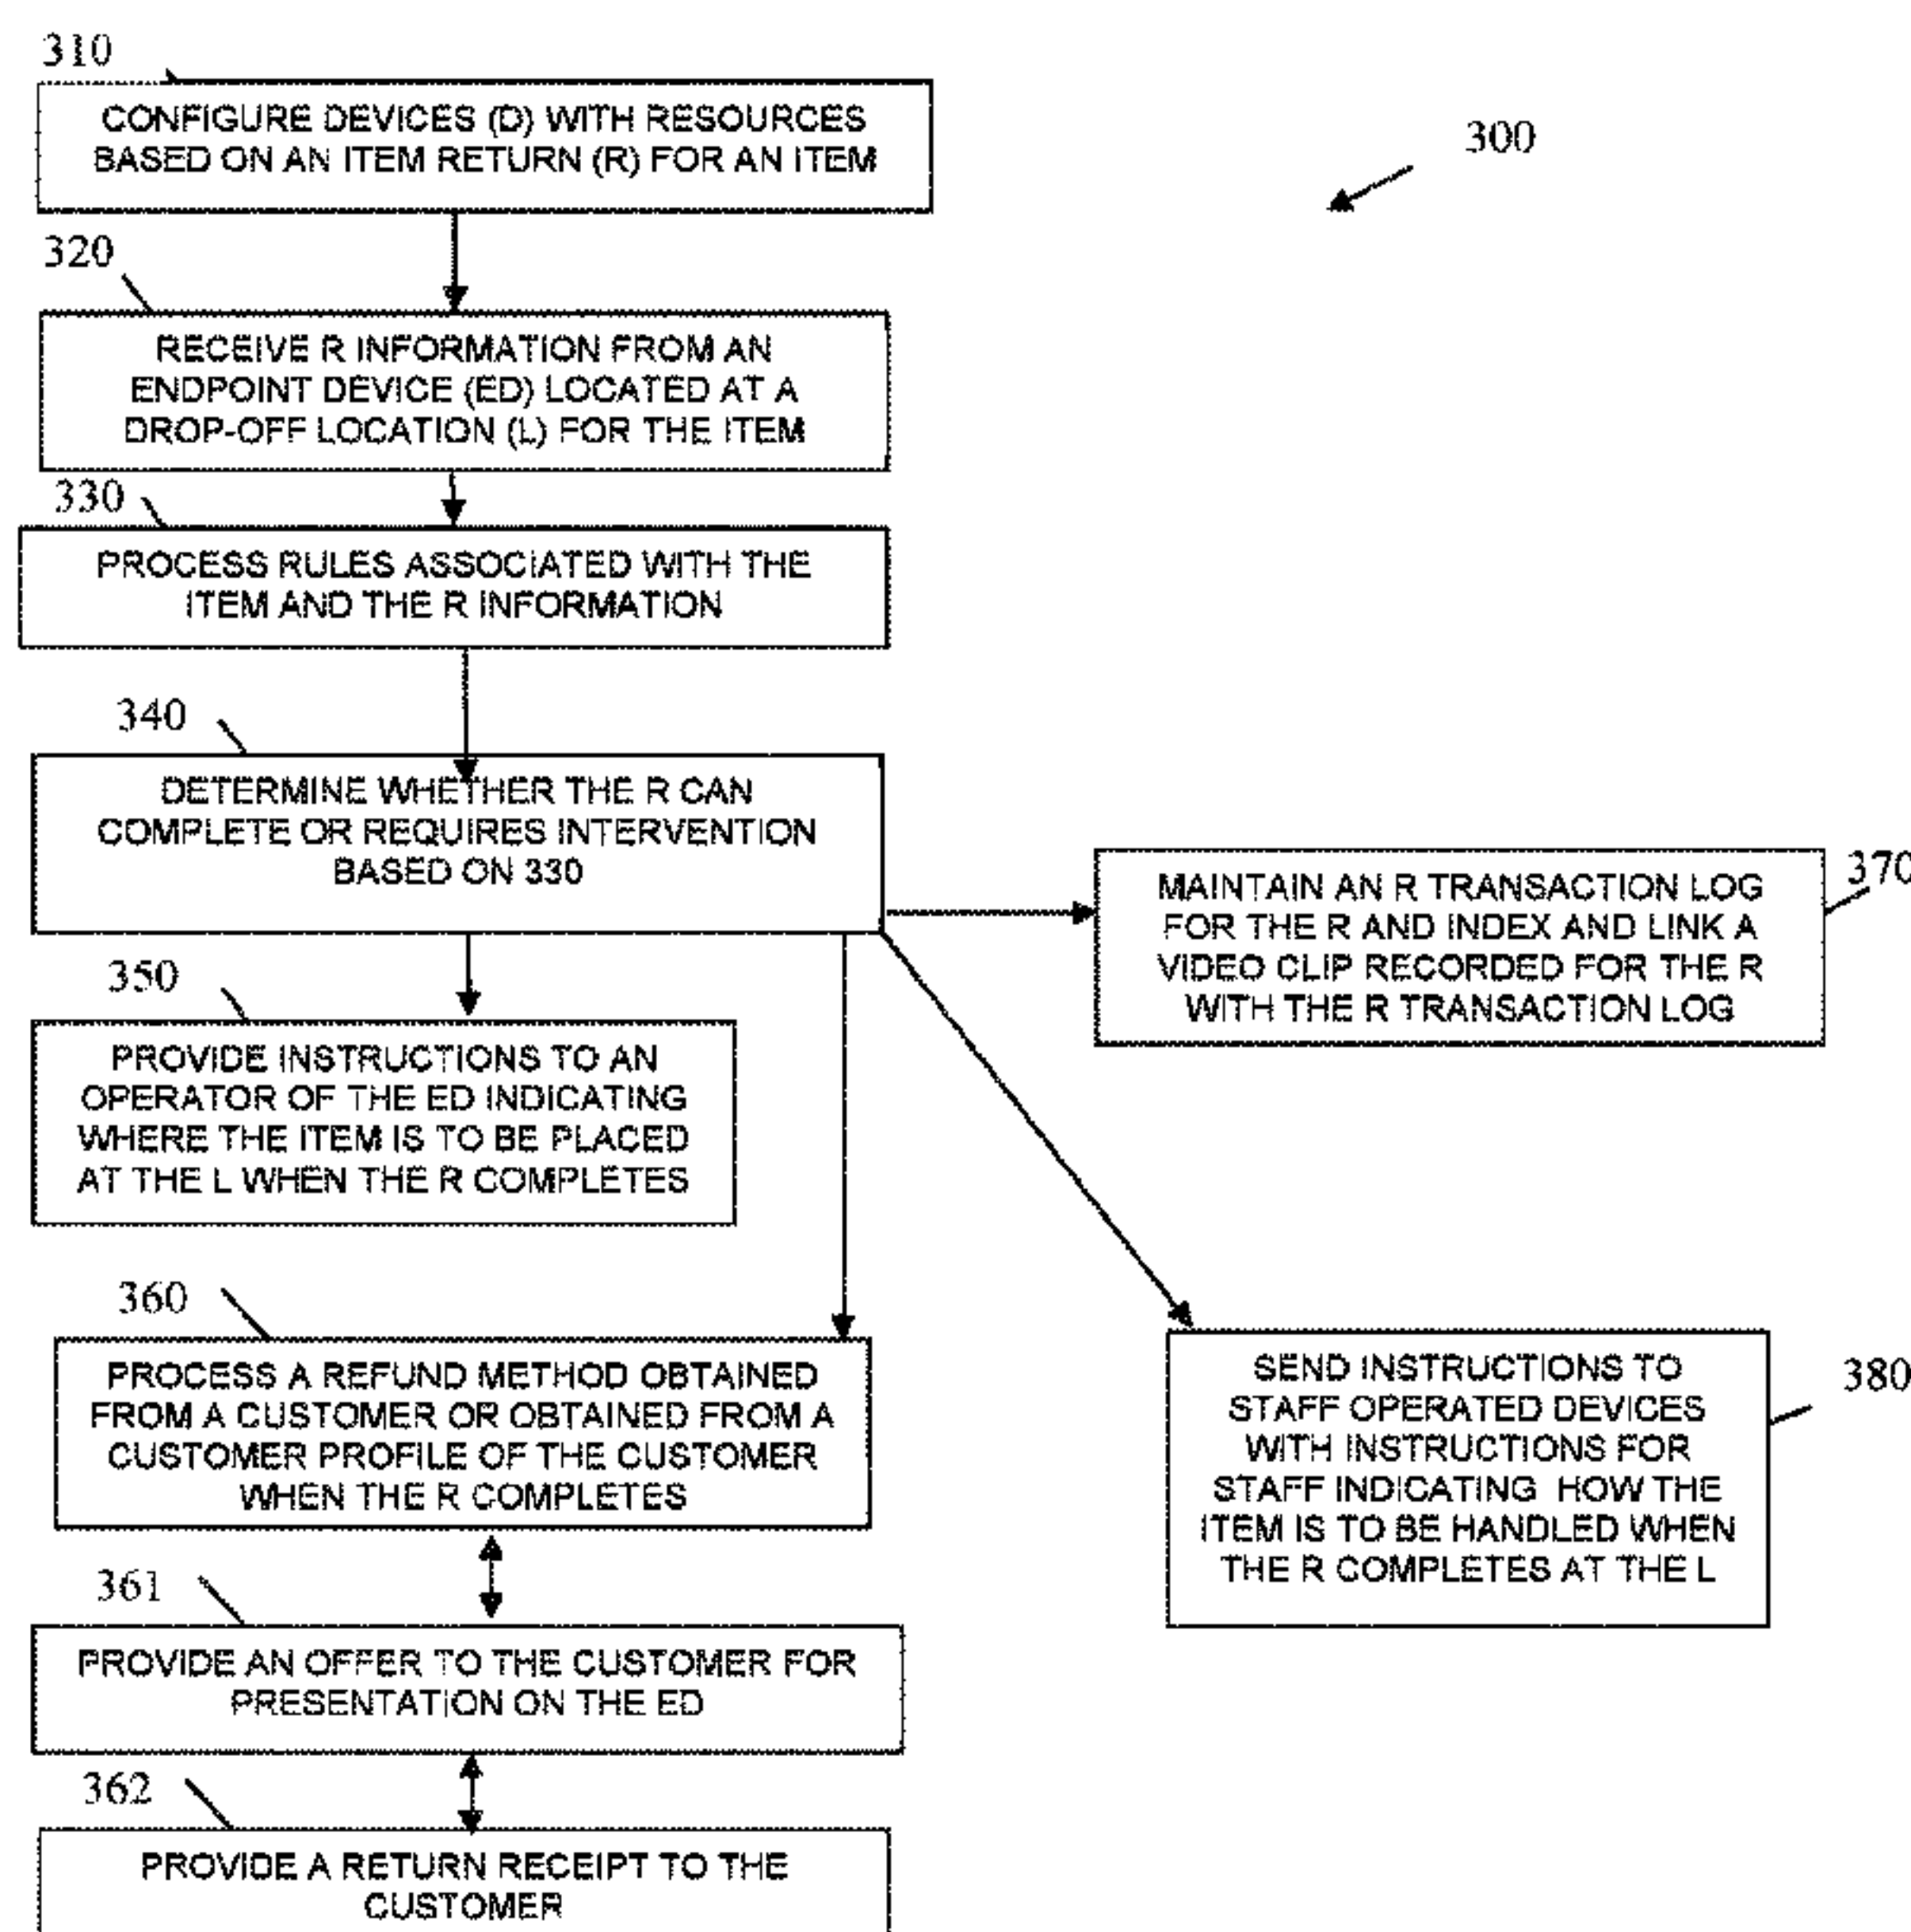 310
CONFIGURE DEVICES (D) WITH RESOURCES
BASED ON AN ITEM RETURN (R) FOR AN ITEM
300
320
RECEIVE R INFORMATION FROM AN
ENDPOINT DEVICE (ED) LOCATED AT A
DROP-OFF LOCATION (L) FOR THE ITEM
330
PROCESS RULES ASSOCIATED WITH THE
ITEM AND THE R INFORMATION
340
DETERMINE WHETHER THE R CAN
COMPLETE OR REQUIRES INTERVENTION
BASED ON 330
370
MAINTAIN AN R TRANSACTION LOG
FOR THE R AND INDEX AND LINK A
VIDEO CLIP RECORDED FOR THE R
WITH THE R TRANSACTION LOG
350
PROVIDE INSTRUCTIONS TO AN
OPERATOR OF THE ED INDICATING
WHERE THE ITEM IS TO BE PLACED
AT THE L WHEN THE R COMPLETES
360
PROCESS A REFUND METHOD OBTAINED
FROM A CUSTOMER OR OBTAINED FROM A
CUSTOMER PROFILE OF THE CUSTOMER
WHEN THE R COMPLETES
380
SEND INSTRUCTIONS TO
STAFF OPERATED DEVICES
WITH INSTRUCTIONS FOR
STAFF INDICATING HOW THE
ITEM IS TO BE HANDLED WHEN
THE R COMPLETES AT THE L
361
PROVIDE AN OFFER TO THE CUSTOMER FOR
PRESENTATION ON THE ED
362
PROVIDE A RETURN RECEIPT TO THE
CUSTOMER